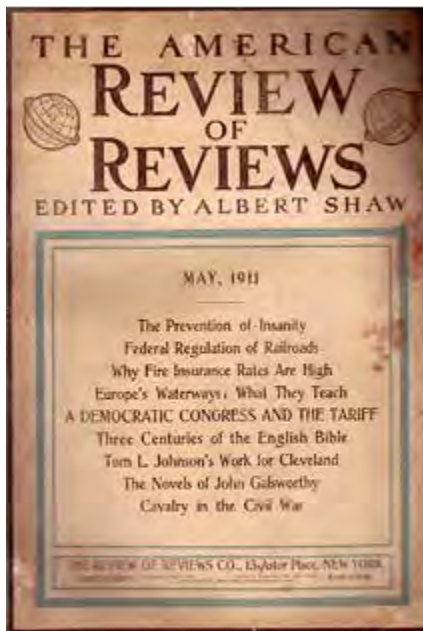 THE AMERICAN
REVIEW
OF
REVIEWS
EDITED BY ALBERT SHAW
MAY, 1911
The Prevention of Insanity
Federal Regulation of Railroads
Why Fire Insurance Rates Are High
Europe's Waterways: What They Teach
A DEMOCRATIC CONGRESS AND THE TARIFF
Three Centuries of the English Bible
Tom L. Johnson's Work for Cleveland
The Novels of John Galsworthy
Cavalry in the Civil War
THE REVIEW OF REVIEWS CO., 13 Astor Place, NEW YORK